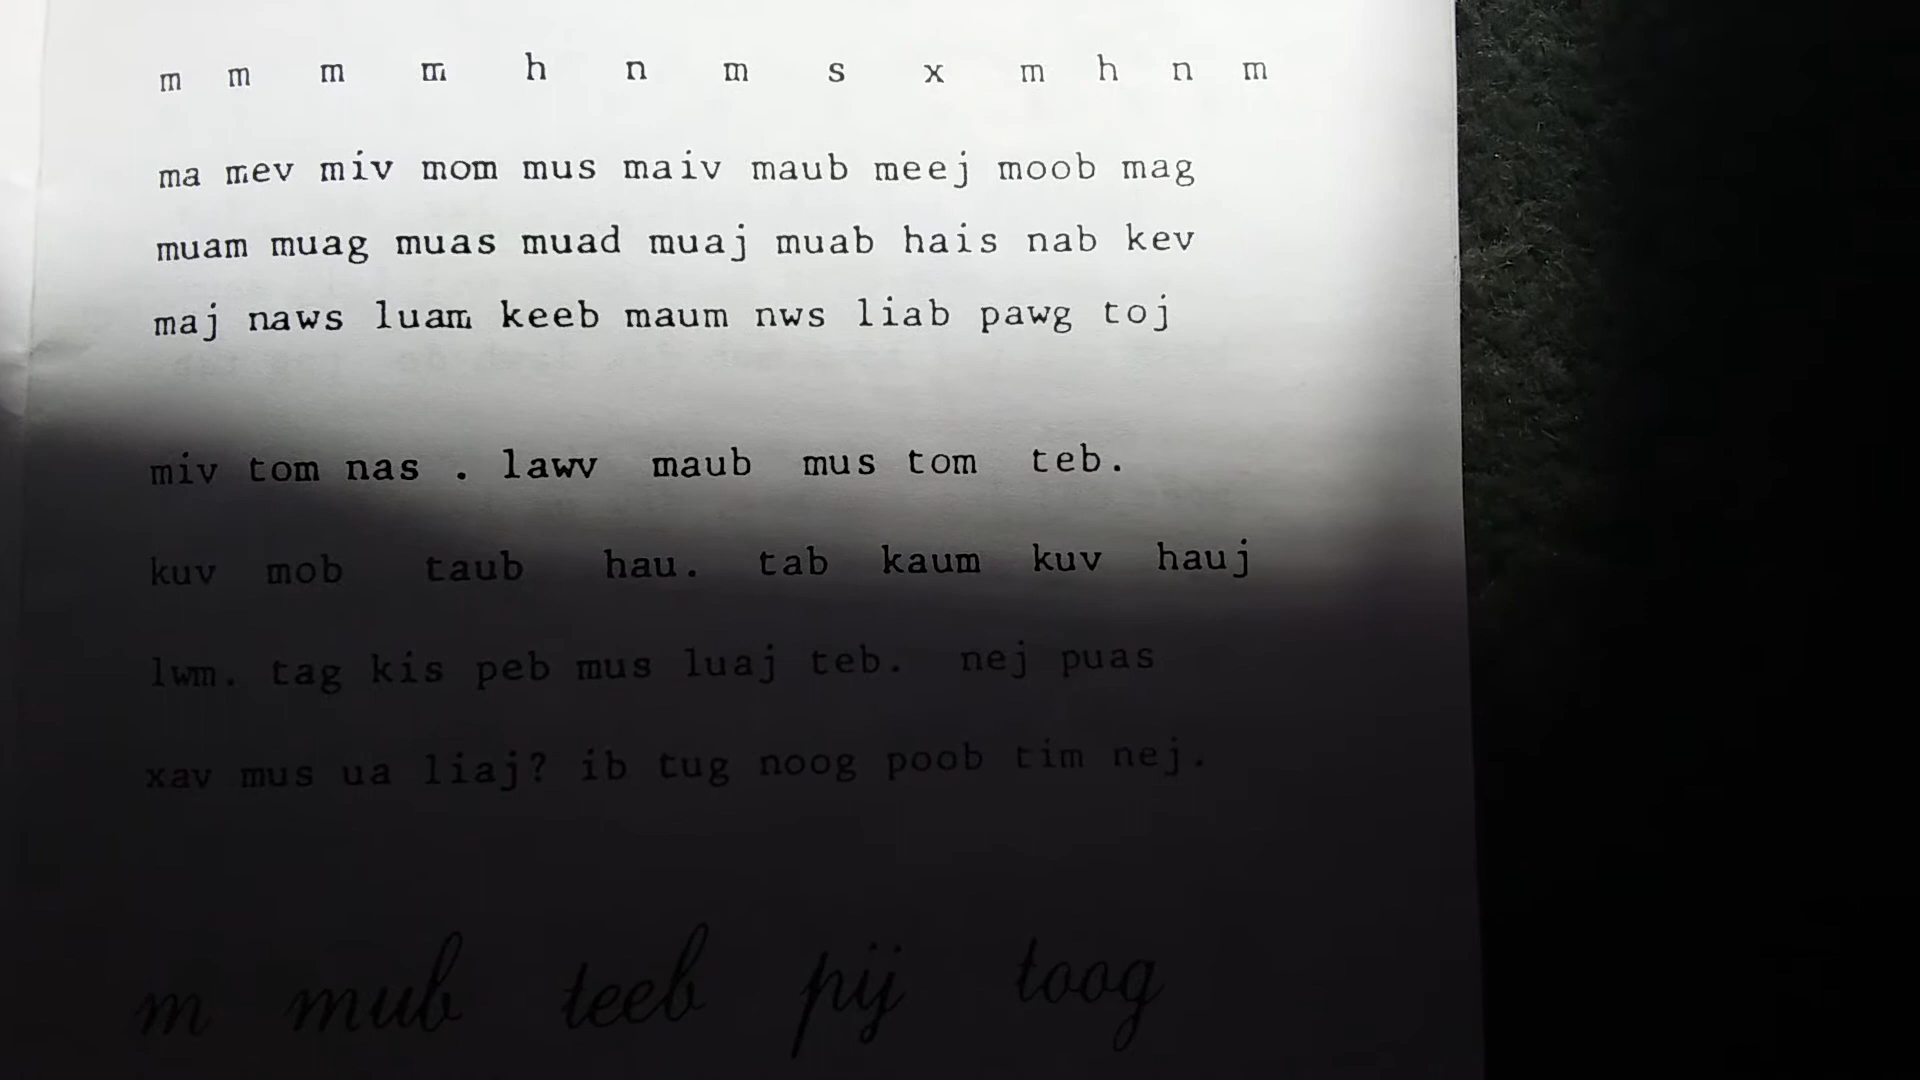 m m m m h n m s x m h n m
ma mev miv mom mus maiv maub meej moob mag
muam muag muas muad muaj muab hais nab kev
maj naws luam keeb maum nws liab pawg toj
miv tom nas . lawv maub mus tom teb.
kuv mob taub hau. tab kaum kuv hauj
lwm. tag kis peb mus luaj teb. nej puas
xav mus ua liaj? ib tug noog poob tim nej.
m mub teeb pij toog